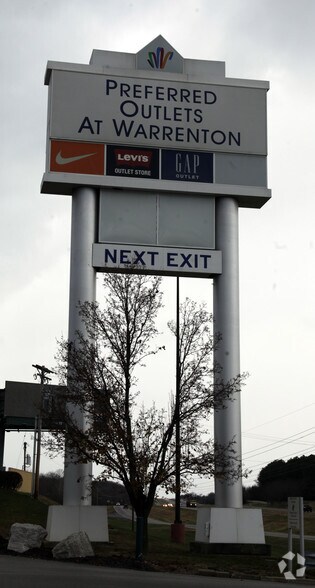 PREFERRED
OUTLETS
AT WARRENTON
LEVI'S
OUTLET STORE
GAP
OUTLET
NEXT EXIT